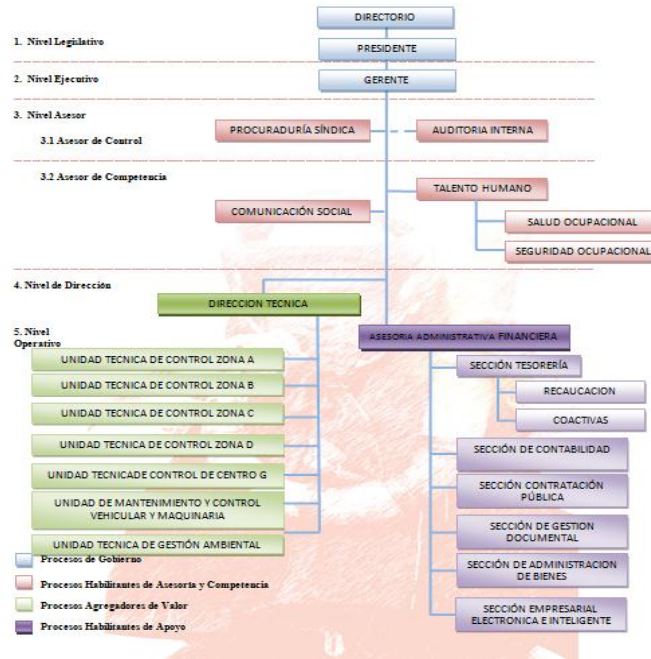 DIRECTORIO
1. Nivel Legislativo
PRESIDENTE
2. Nivel Ejecutivo
GERENTE
3. Nivel Asesor
3.1 Asesor de Control
PROCURADURÍA SÍNDICA
AUDITORIA INTERNA
3.2 Asesor de Competencia
TALENTO HUMANO
COMUNICACIÓN SOCIAL
SALUD OCUPACIONAL
SEGURIDAD OCUPACIONAL
4. Nivel de Dirección
DIRECCION TECNICA
5. Nivel
Operativo
ASESORIA ADMINISTRATIVA FINANCIERA
UNIDAD TECNICA DE CONTROL ZONA A
UNIDAD TECNICA DE CONTROL ZONA B
UNIDAD TECNICA DE CONTROL ZONA C
UNIDAD TECNICA DE CONTROL ZONA D
UNIDAD TECNICADE CONTROL DE CENTRO G
UNIDAD DE MANTENIMIENTO Y CONTROL
VEHICULAR Y MAQUINARIA
UNIDAD TECNICA DE GESTIÓN AMBIENTAL
SECCIÓN TESORERÍA
RECAUCACION
COACTIVAS
SECCIÓN DE CONTABILIDAD
SECCIÓN CONTRATACIÓN
PÚBLICA
SECCIÓN DE GESTION
DOCUMENTAL
SECCIÓN DE ADMINISTRACION
DE BIENES
SECCIÓN EMPRESARIAL
ELECTRONICA E INTELIGENTE
Procesos de Gobierno
Procesos Habilitantes de Asesoría y Competencia
Procesos Agregadores de Valor
Procesos Habilitantes de Apoyo